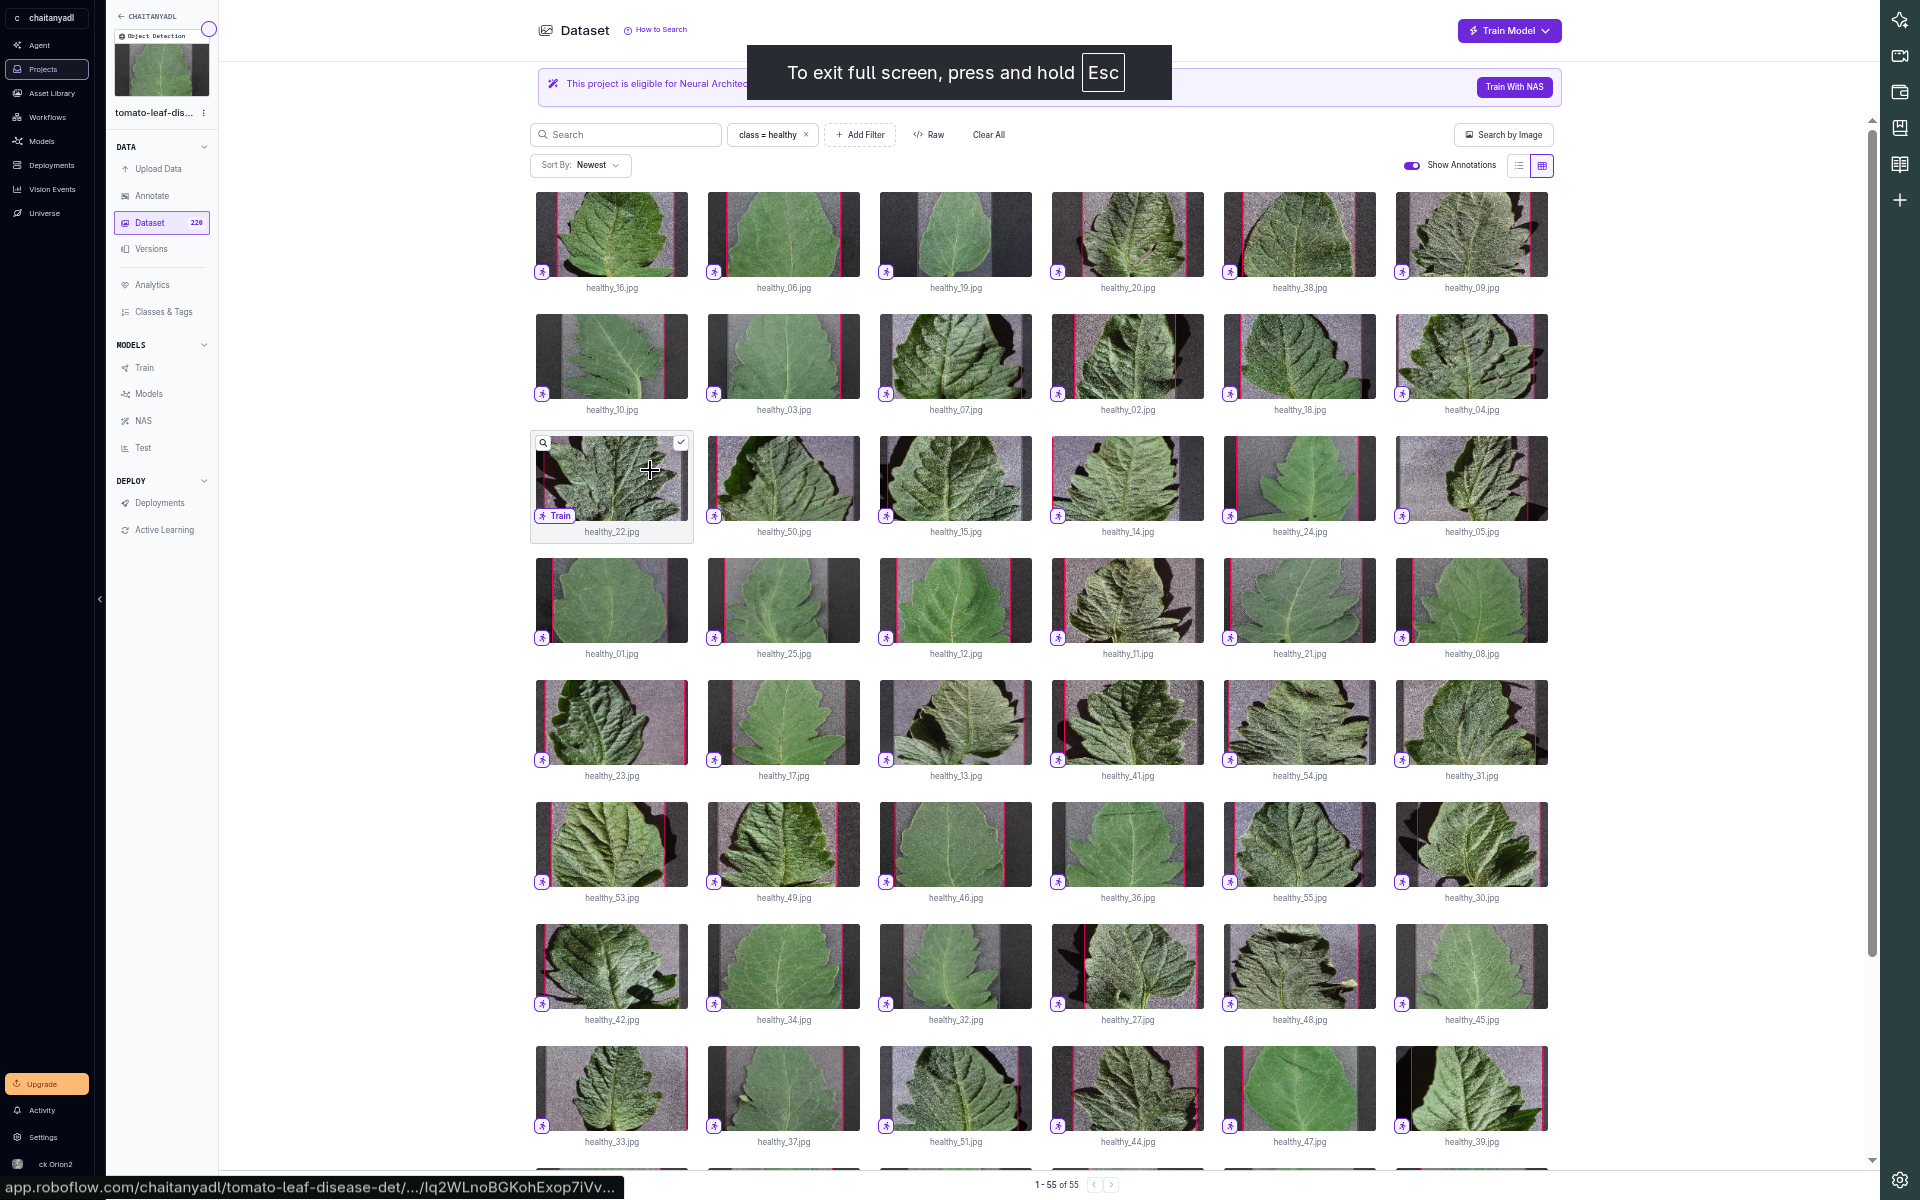 C chaitanyadl
Agent
Projects
Asset Library
Workflows
Models
Deployments
Vision Events
Universe
Upgrade
Activity
Settings
ck Orion2
CHAITANYADL
Object Detection
tomato-leaf-dis...
DATA
Upload Data
Annotate
Dataset 220
Versions
Analytics
Classes & Tags
MODELS
Train
Models
NAS
Test
DEPLOY
Deployments
Active Learning
Dataset How to Search
Train Model
To exit full screen, press and hold Esc
This project is eligible for Neural Architec
Train With NAS
Search class = healthy × Add Filter </> Raw Clear All Search by Image
Sort By: Newest Show Annotations
healthy_16.jpg healthy_06.jpg healthy_19.jpg healthy_20.jpg healthy_38.jpg healthy_09.jpg
healthy_10.jpg healthy_03.jpg healthy_07.jpg healthy_02.jpg healthy_18.jpg healthy_04.jpg
Train
healthy_22.jpg healthy_50.jpg healthy_15.jpg healthy_14.jpg healthy_24.jpg healthy_05.jpg
healthy_01.jpg healthy_25.jpg healthy_12.jpg healthy_11.jpg healthy_21.jpg healthy_08.jpg
healthy_23.jpg healthy_17.jpg healthy_13.jpg healthy_41.jpg healthy_54.jpg healthy_31.jpg
healthy_53.jpg healthy_49.jpg healthy_46.jpg healthy_36.jpg healthy_55.jpg healthy_30.jpg
healthy_42.jpg healthy_34.jpg healthy_32.jpg healthy_27.jpg healthy_48.jpg healthy_45.jpg
healthy_33.jpg healthy_37.jpg healthy_51.jpg healthy_44.jpg healthy_47.jpg healthy_39.jpg
1 - 55 of 55
app.roboflow.com/chaitanyadl/tomato-leaf-disease-det/.../Iq2WLnoBGKohExop7iVv...